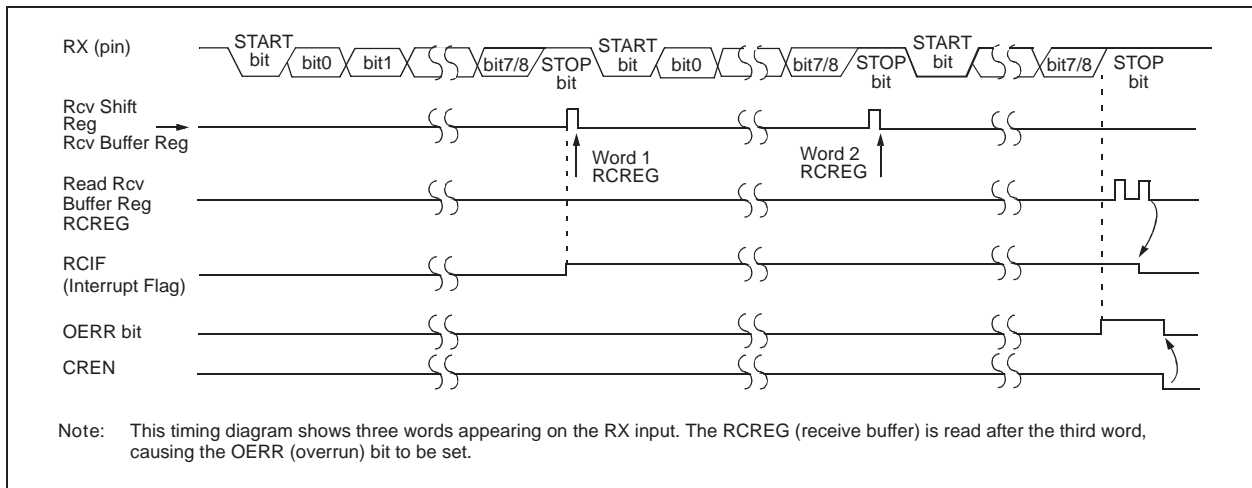 RX (pin)
START
bit
bit0
bit1
bit7/8
STOP
bit
START
bit
bit0
bit7/8
STOP
bit
START
bit
bit7/8
STOP
bit
Rcv Shift
Reg
Rcv Buffer Reg
Word 1
RCREG
Word 2
RCREG
Read Rcv
Buffer Reg
RCREG
RCIF
(Interrupt Flag)
OERR bit
CREN
Note: This timing diagram shows three words appearing on the RX input. The RCREG (receive buffer) is read after the third word,
causing the OERR (overrun) bit to be set.